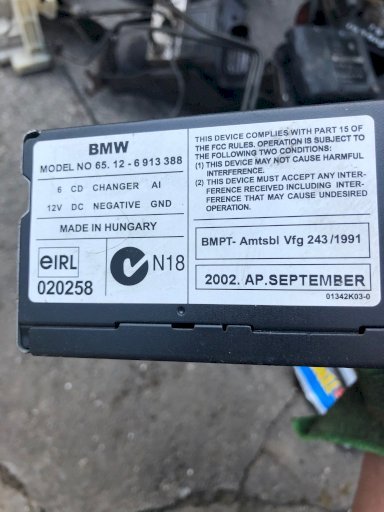 BMW
MODEL NO 65. 12 - 6 913 388
6 CD CHANGER AI
12V DC NEGATIVE GND
MADE IN HUNGARY
eIRL
020258
N18
THIS DEVICE COMPLIES WITH PART 15 OF
THE FCC RULES. OPERATION IS SUBJECT TO
THE FOLLOWING TWO CONDITIONS:
(1) THIS DEVICE MAY NOT CAUSE HARMFUL
INTERFERENCE.
(2) THIS DEVICE MUST ACCEPT ANY INTER-
FERENCE RECEIVED INCLUDING INTER-
FERENCE THAT MAY CAUSE UNDESIRED
OPERATION.
BMPT- Amtsbl Vfg 243/1991
2002. AP.SEPTEMBER
01342K03-0